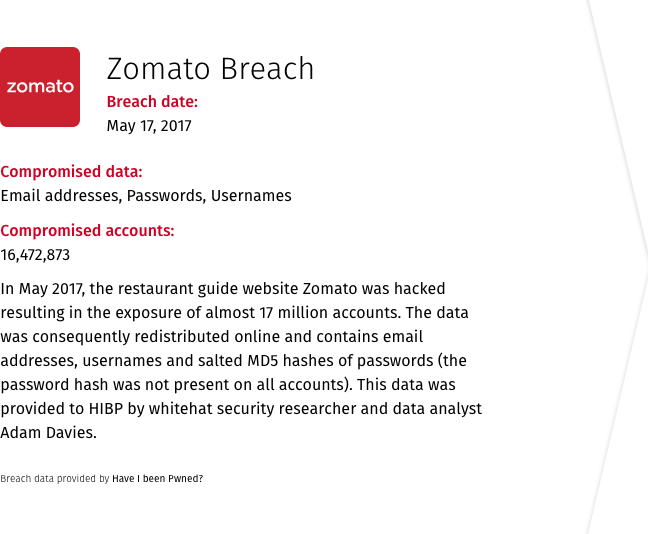 zomato
Zomato Breach
Breach date:
May 17, 2017
Compromised data:
Email addresses, Passwords, Usernames
Compromised accounts:
16,472,873
In May 2017, the restaurant guide website Zomato was hacked
resulting in the exposure of almost 17 million accounts. The data
was consequently redistributed online and contains email
addresses, usernames and salted MD5 hashes of passwords (the
password hash was not present on all accounts). This data was
provided to HIBP by whitehat security researcher and data analyst
Adam Davies.
Breach data provided by Have I been Pwned?